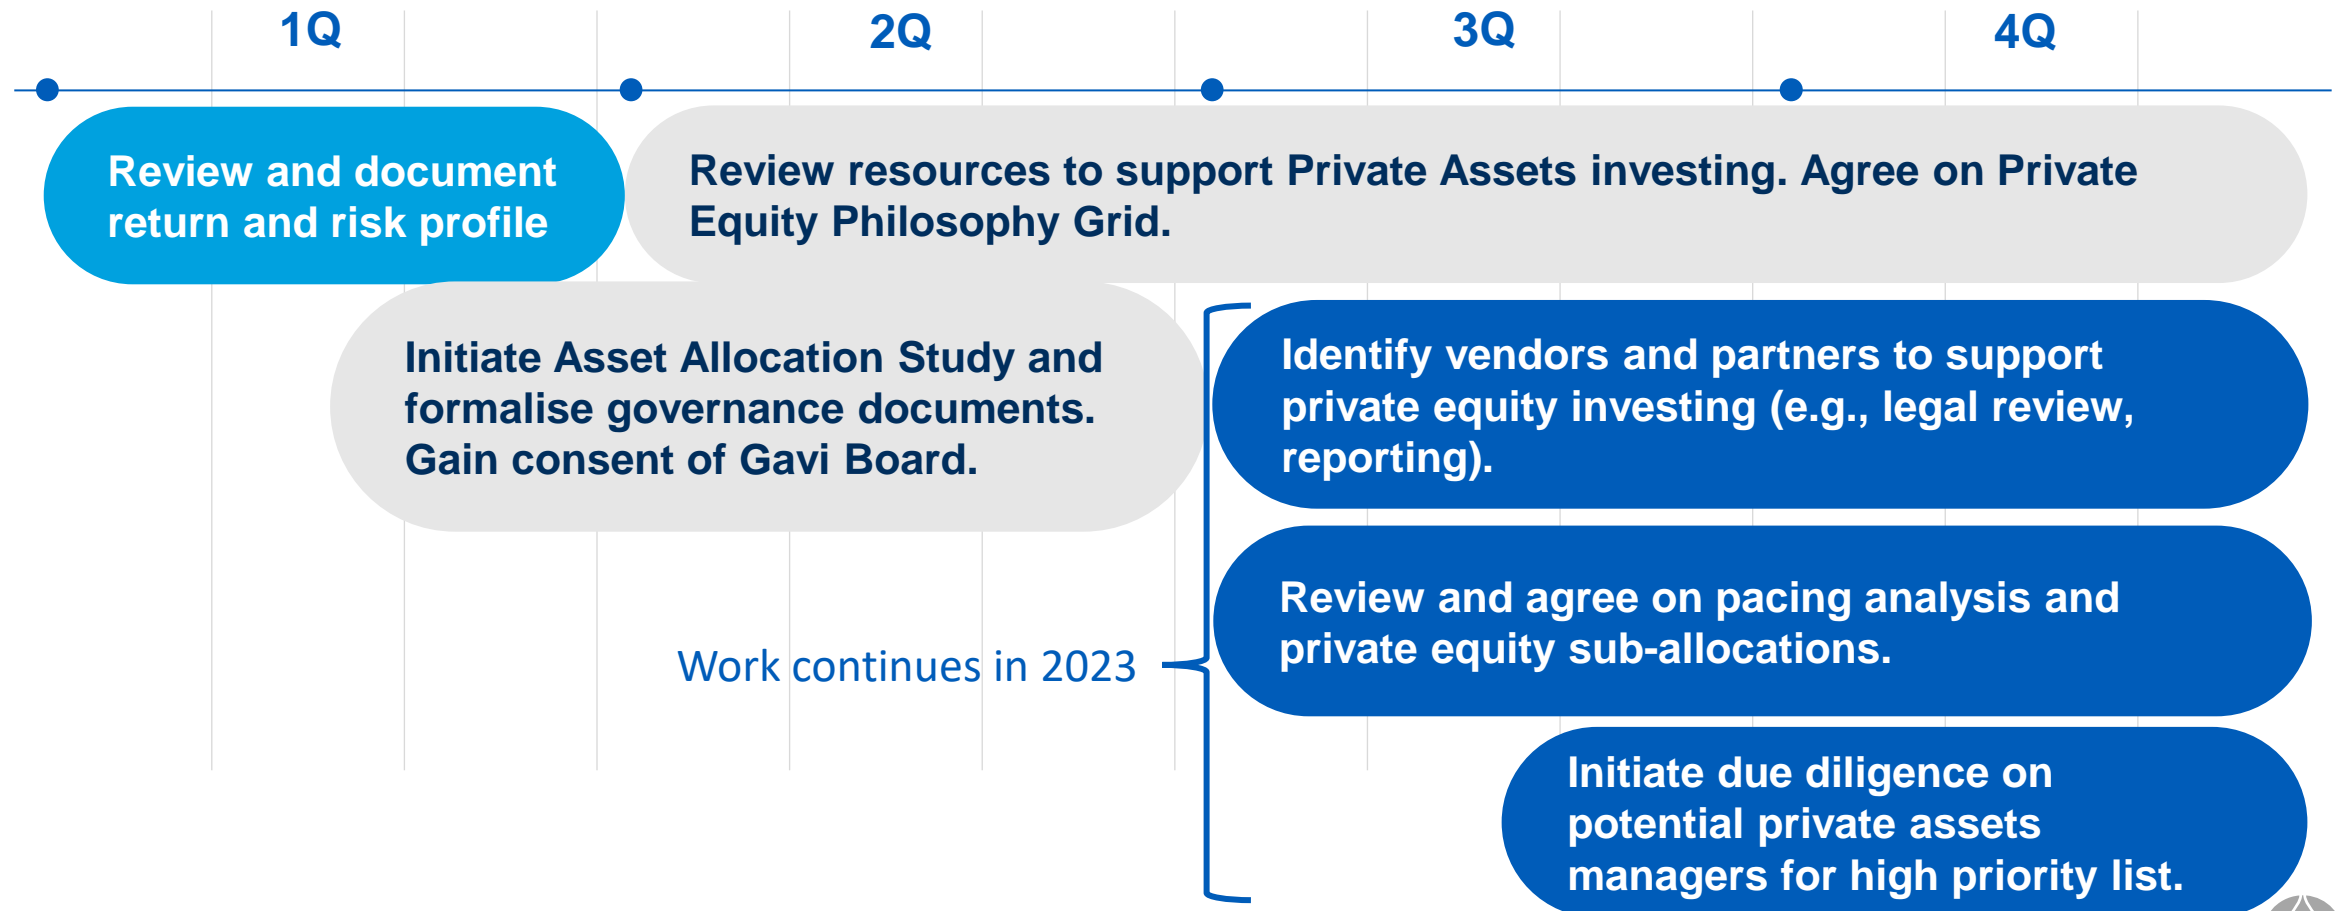 1Q
2Q
3Q
4Q
Review and document
return and risk profile
Review resources to support Private Assets investing. Agree on Private
Equity Philosophy Grid.
Initiate Asset Allocation Study and
formalise governance documents.
Gain consent of Gavi Board.
Identify vendors and partners to support
private equity investing (e.g., legal review,
reporting).
Work continues in 2023
Review and agree on pacing analysis and
private equity sub-allocations.
Initiate due diligence on
potential private assets
managers for high priority list.